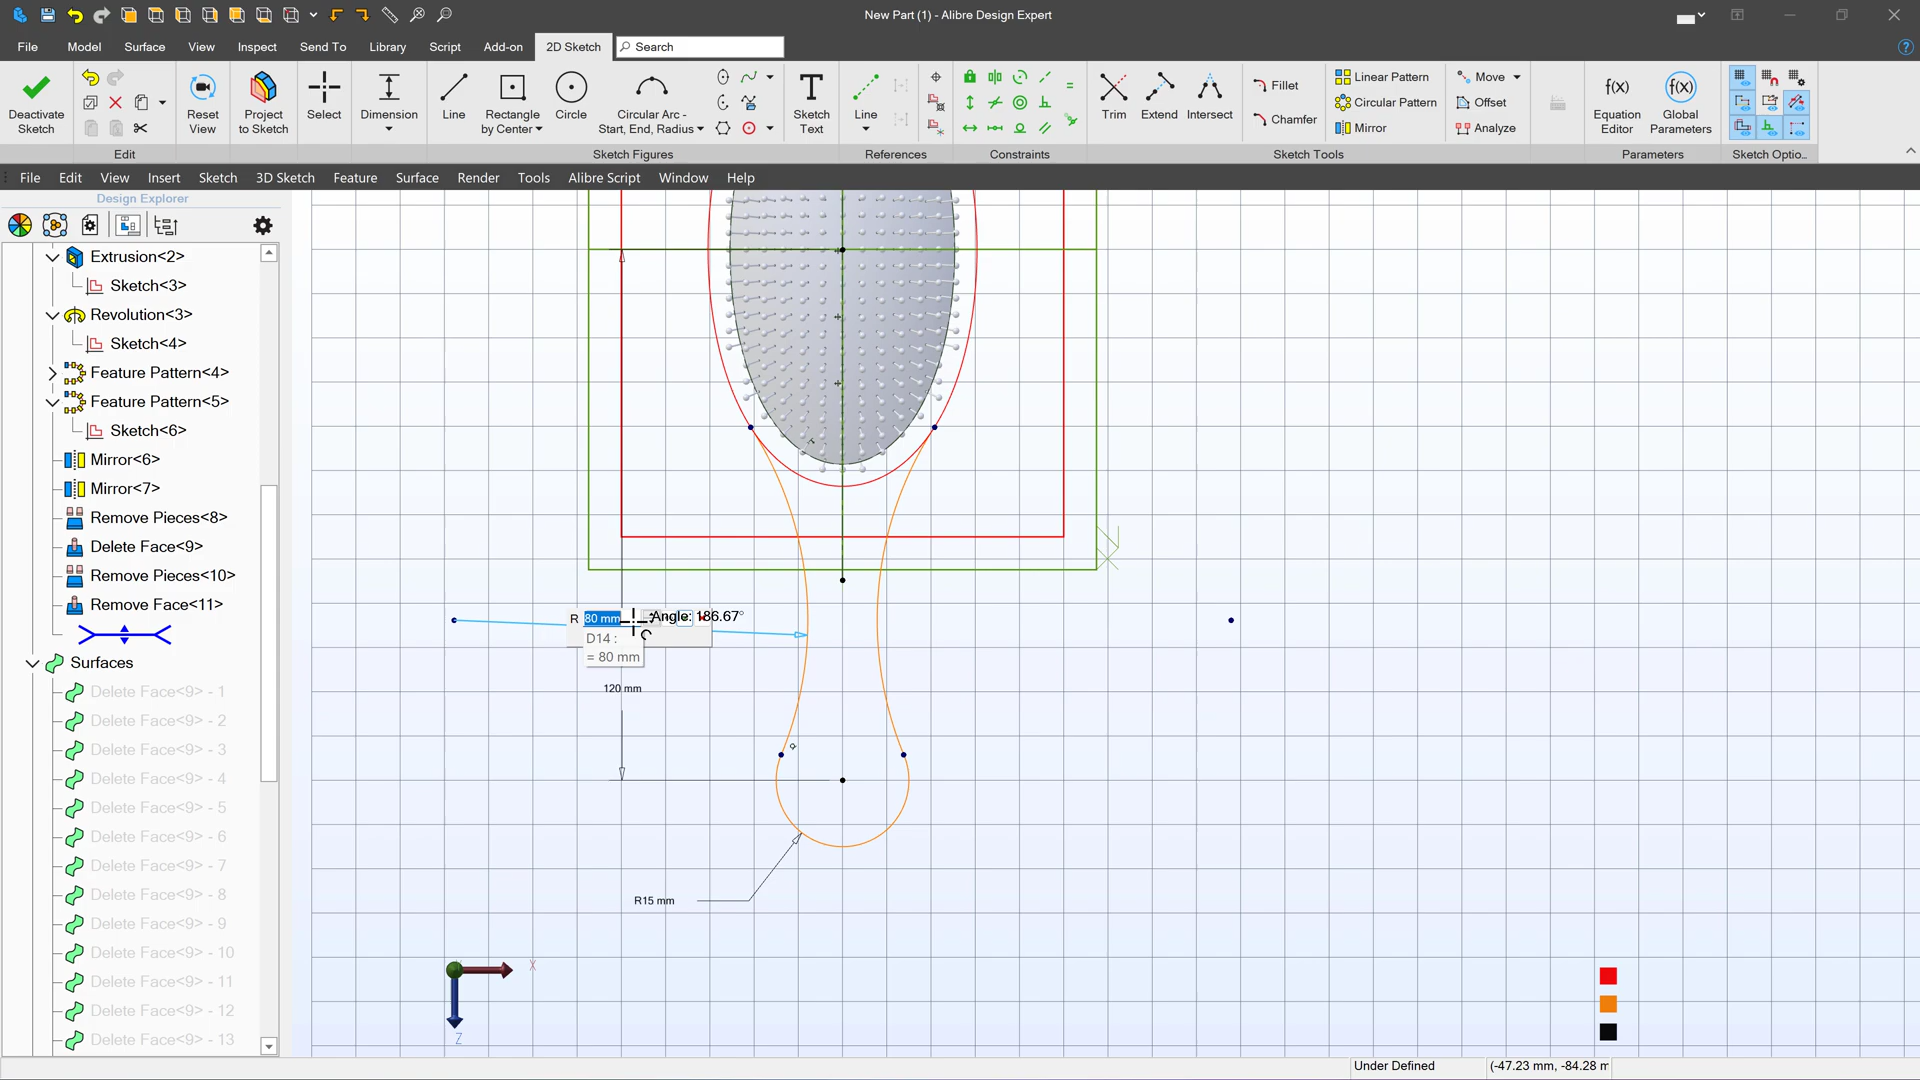 New Part (1) - Alibre Design Expert
File Model Surface View Inspect Send To Library Script Add-on 2D Sketch Search
Deactivate Sketch
Edit
Reset View
Project to Sketch
Select
Dimension
Line
Rectangle by Center
Circle
Circular Arc - Start, End, Radius
Sketch Text
Sketch Figures
Line
References
Constraints
Trim
Extend
Intersect
Fillet
Chamfer
Linear Pattern
Circular Pattern
Mirror
Move
Offset
Analyze
Sketch Tools
Equation Editor
Global Parameters
Parameters
Sketch Optio...
File Edit View Insert Sketch 3D Sketch Feature Surface Render Tools Alibre Script Window Help
Design Explorer
Extrusion<2>
Sketch<3>
Revolution<3>
Sketch<4>
Feature Pattern<4>
Feature Pattern<5>
Sketch<6>
Mirror<6>
Mirror<7>
Remove Pieces<8>
Delete Face<9>
Remove Pieces<10>
Remove Face<11>
Surfaces
Delete Face<9> - 1
Delete Face<9> - 2
Delete Face<9> - 3
Delete Face<9> - 4
Delete Face<9> - 5
Delete Face<9> - 6
Delete Face<9> - 7
Delete Face<9> - 8
Delete Face<9> - 9
Delete Face<9> - 10
Delete Face<9> - 11
Delete Face<9> - 12
Delete Face<9> - 13
R 80 mm Angle: 186.67°
D14 :
= 80 mm
120 mm
R15 mm
X
Z
Under Defined (-47.23 mm, -84.28 m